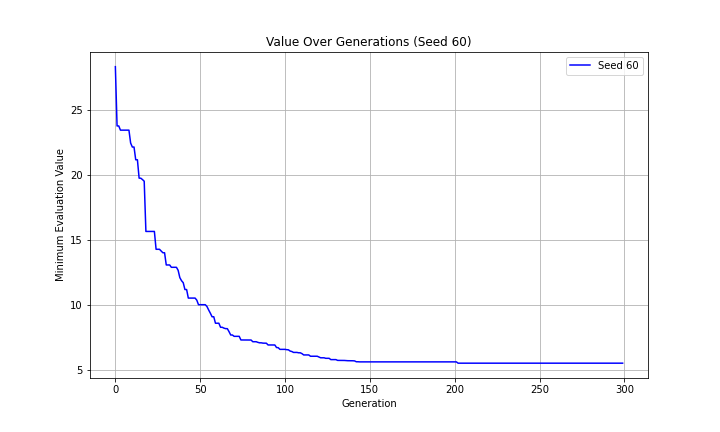 Value Over Generations (Seed 60)
Seed 60
25
20
15
10
5
Minimum Evaluation Value
0 50 100 150 200 250 300
Generation